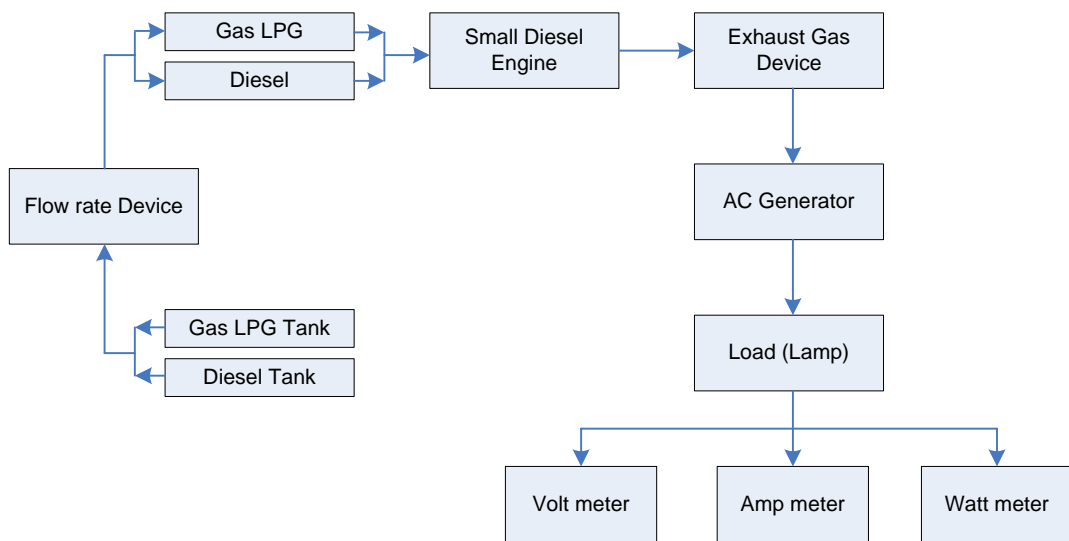 Gas LPG
Diesel
Small Diesel
Engine
Exhaust Gas
Device
Flow rate Device
AC Generator
Gas LPG Tank
Diesel Tank
Load (Lamp)
Volt meter
Amp meter
Watt meter